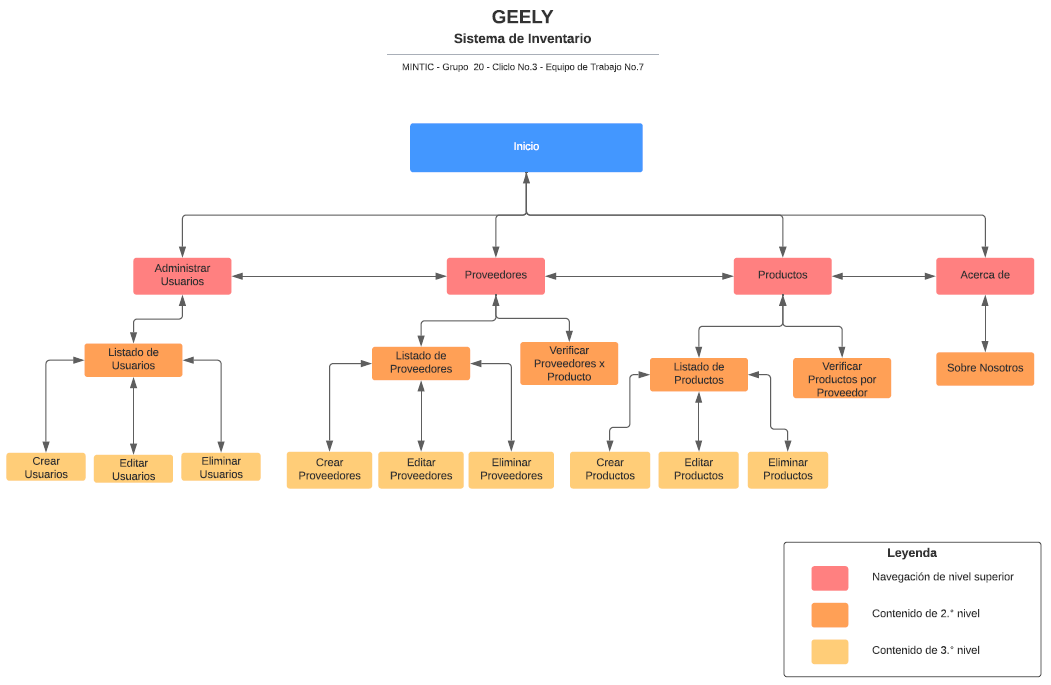 GEELY
Sistema de Inventario
MINTIC - Grupo  20 - Cliclo No.3 - Equipo de Trabajo No.7
Inicio
Administrar
Usuarios
Proveedores
Productos
Acerca de
Listado de
Usuarios
Listado de
Proveedores
Verificar
Proveedores x
Producto
Listado de
Productos
Verificar
Productos por
Proveedor
Sobre Nosotros
Crear
Usuarios
Editar
Usuarios
Eliminar
Usuarios
Crear
Proveedores
Editar
Proveedores
Eliminar
Proveedores
Crear
Productos
Editar
Productos
Eliminar
Productos
Leyenda
Navegación de nivel superior
Contenido de 2.° nivel
Contenido de 3.° nivel